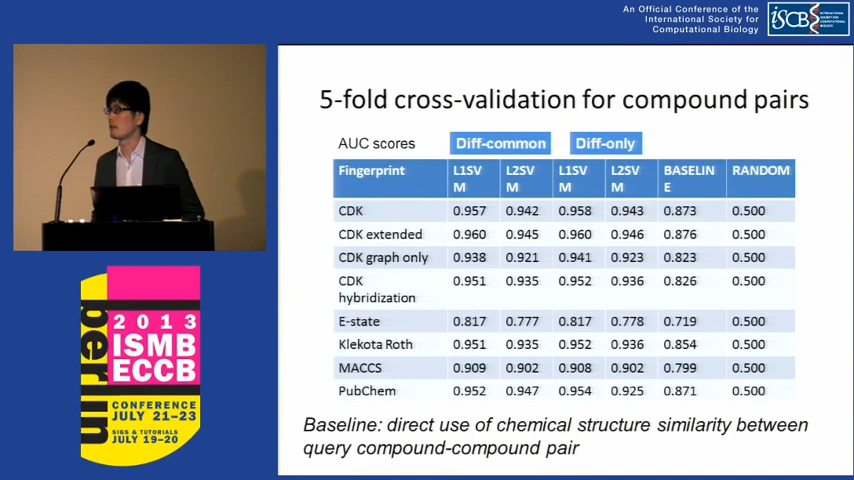 An Official Conference of the
International Society for
Computational Biology
iSCB
INTERNATIONAL
SOCIETY FOR
COMPUTATIONAL
BIOLOGY
5-fold cross-validation for compound pairs
AUC scores Diff-common Diff-only
Fingerprint L1SV M L2SV M L1SV M L2SV M BASELIN E RANDOM
CDK 0.957 0.942 0.958 0.943 0.873 0.500
CDK extended 0.960 0.945 0.960 0.946 0.876 0.500
CDK graph only 0.938 0.921 0.941 0.923 0.823 0.500
CDK hybridization 0.951 0.935 0.952 0.936 0.826 0.500
E-state 0.817 0.777 0.817 0.778 0.719 0.500
Klekota Roth 0.951 0.935 0.952 0.936 0.854 0.500
MACCS 0.909 0.902 0.908 0.902 0.799 0.500
PubChem 0.952 0.947 0.954 0.925 0.871 0.500
Baseline: direct use of chemical structure similarity between
query compound-compound pair
berlin
2013
ISMB
ECCB
CONFERENCE
JULY 21-23
SIGS & TUTORIALS
JULY 19-20